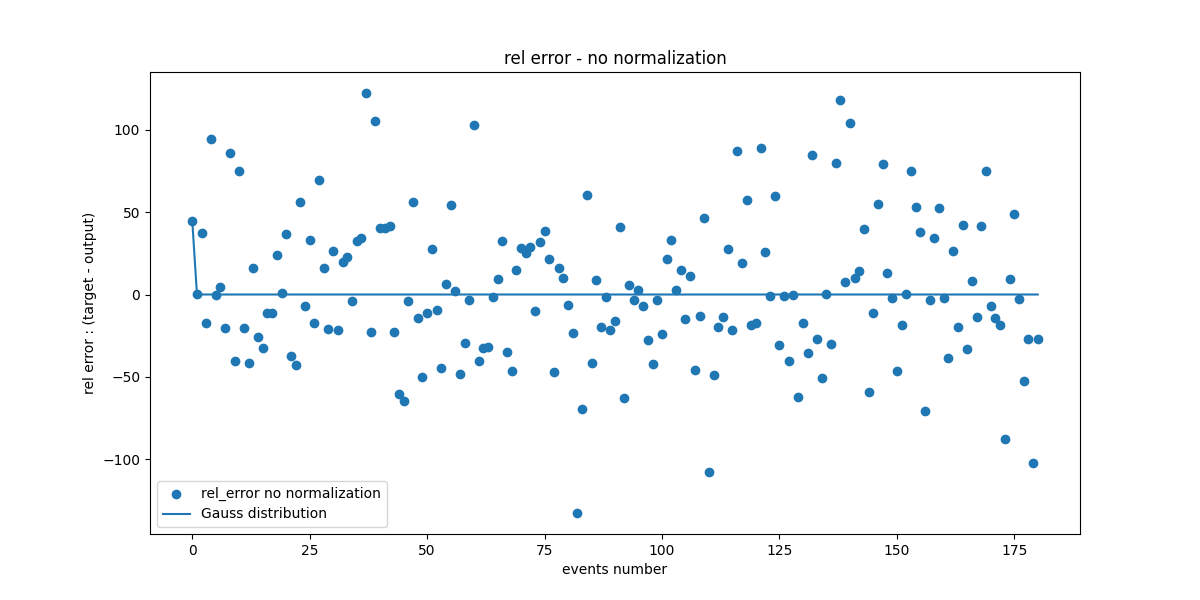 rel error - no normalization
rel error : (target - output)
100
50
0
−50
−100
rel_error no normalization
Gauss distribution
0 25 50 75 100 125 150 175
events number